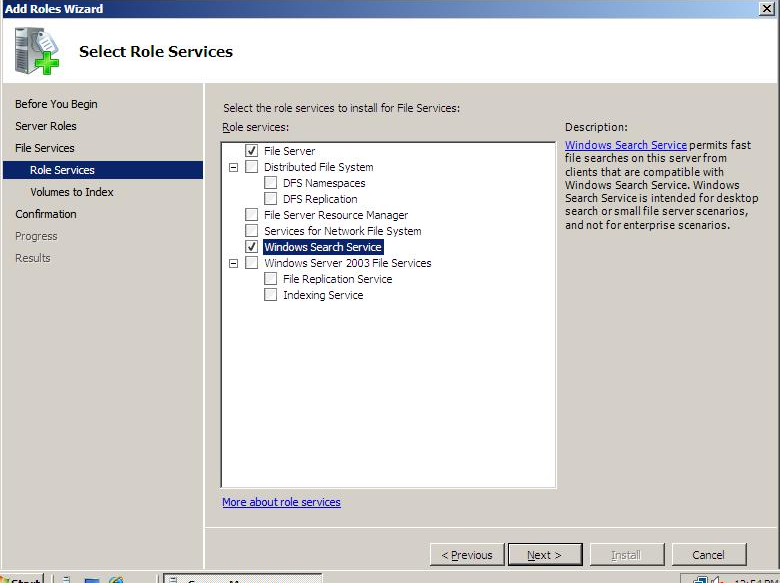 Add Roles Wizard
Select Role Services
Before You Begin
Server Roles
File Services
Role Services
Volumes to Index
Confirmation
Progress
Results
Select the role services to install for File Services:
Role services:
File Server
Distributed File System
DFS Namespaces
DFS Replication
File Server Resource Manager
Services for Network File System
Windows Search Service
Windows Server 2003 File Services
File Replication Service
Indexing Service
More about role services
Description:
Windows Search Service permits fast
file searches on this server from
clients that are compatible with
Windows Search Service. Windows
Search Service is intended for desktop
search or small file server scenarios,
and not for enterprise scenarios.
< Previous
Next >
Install
Cancel
Start